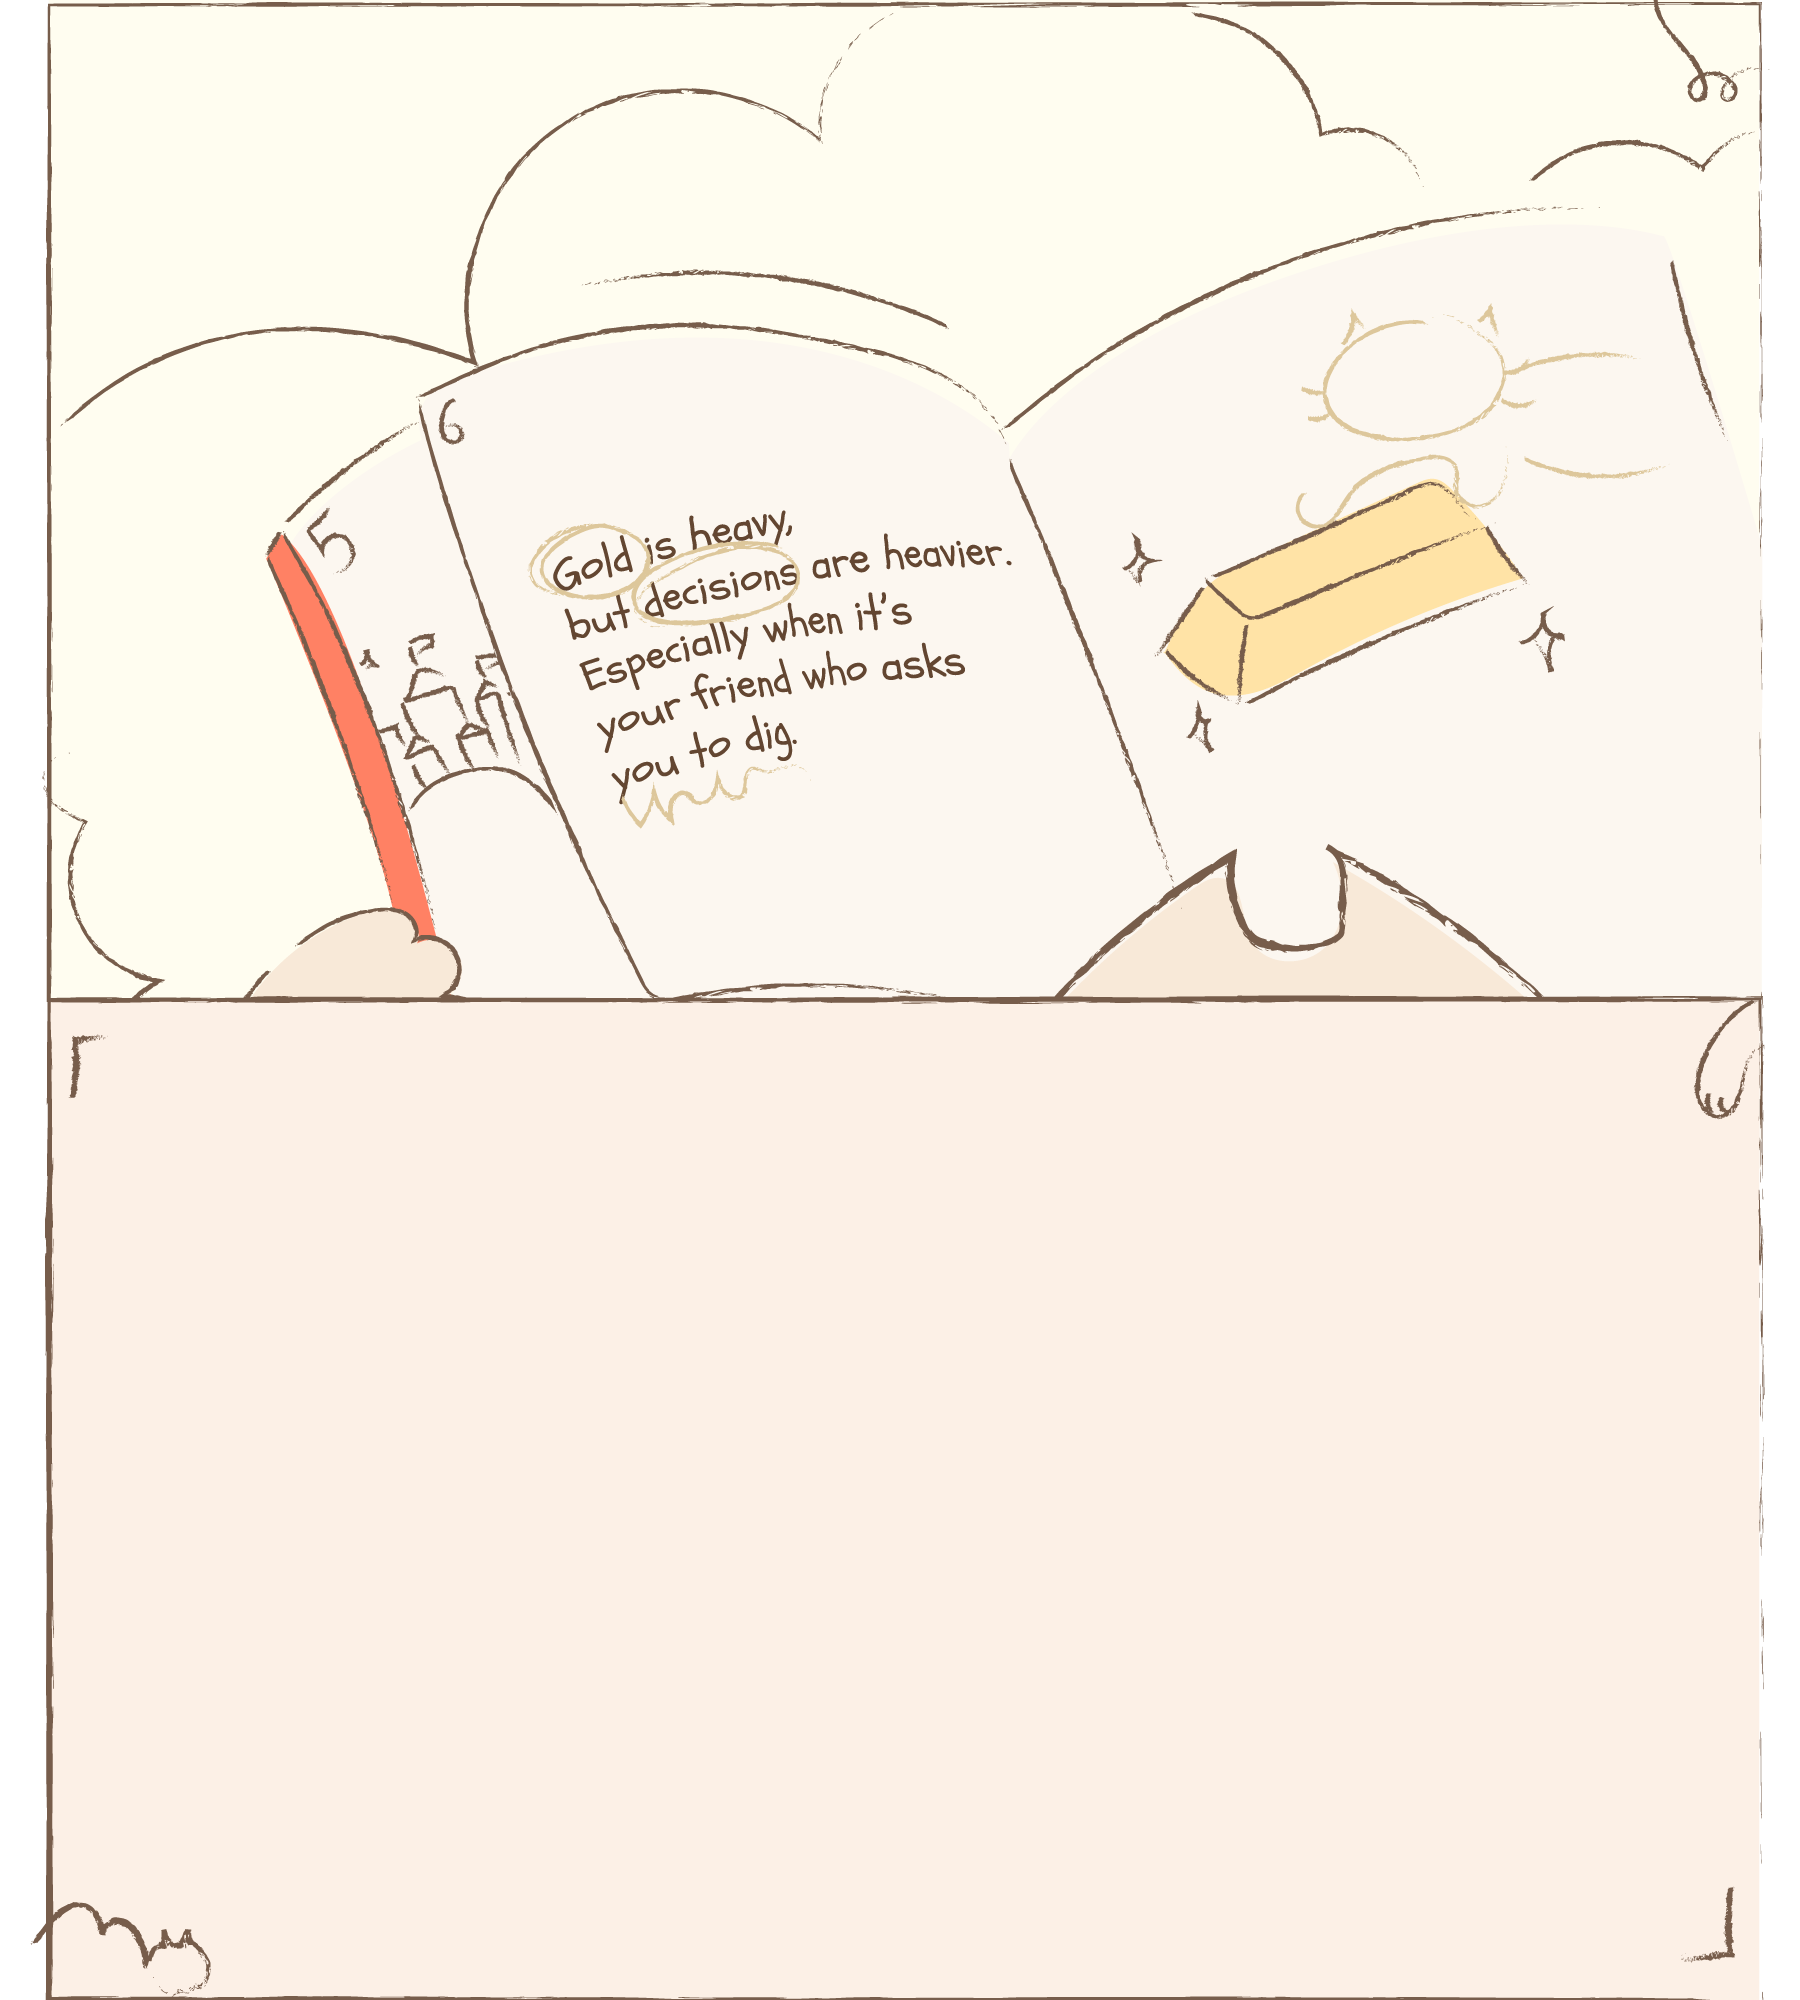 5
6
Gold is heavy,
but decisions are heavier.
Especially when it's
your friend who asks
you to dig.